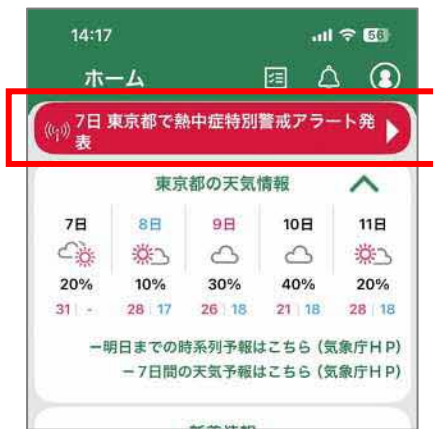 14:17
56
ホーム
7日 東京都で熱中症特別警戒アラート発
表
東京都の天気情報
7日 8日 9日 10日 11日
20% 10% 30% 40% 20%
31 | - 28 | 17 26 | 18 21 | 18 28 | 18
ー明日までの時系列予報はこちら（気象庁HP）
ー7日間の天気予報はこちら（気象庁HP）